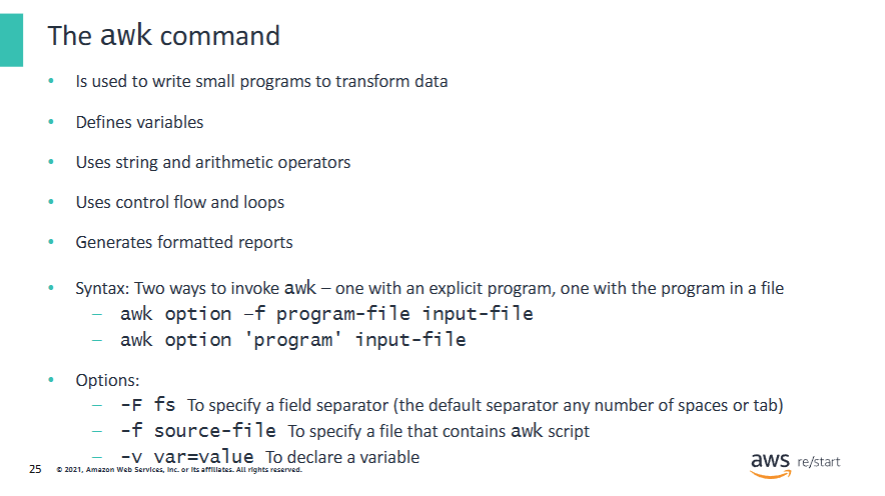 The awk command
• Is used to write small programs to transform data
• Defines variables
• Uses string and arithmetic operators
• Uses control flow and loops
• Generates formatted reports
• Syntax: Two ways to invoke awk – one with an explicit program, one with the program in a file
– awk option –f program-file input-file
– awk option 'program' input-file
• Options:
– -F fs To specify a field separator (the default separator any number of spaces or tab)
– -f source-file To specify a file that contains awk script
– -v var=value To declare a variable
25 © 2021, Amazon Web Services, Inc. or its affiliates. All rights reserved.
aws re/start